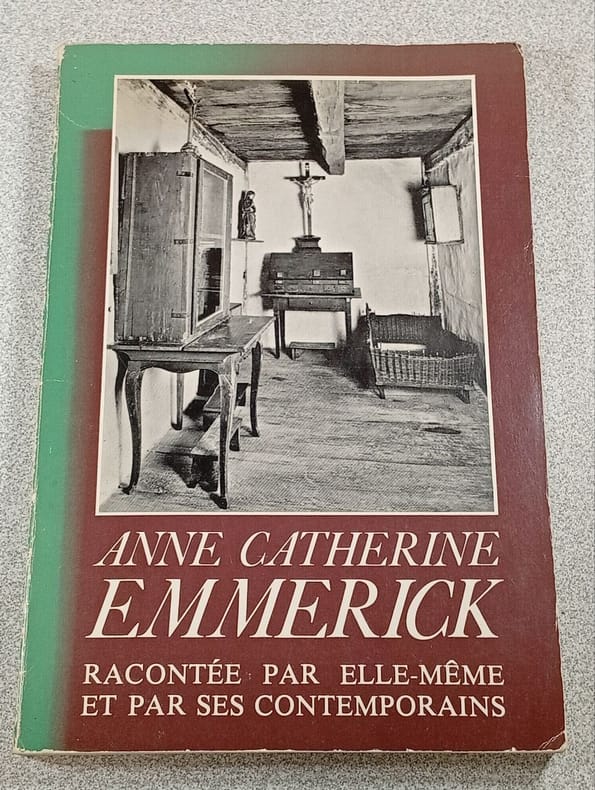 ANNE CATHERINE
EMMERICK
RACONTÉE PAR ELLE-MÊME
ET PAR SES CONTEMPORAINS